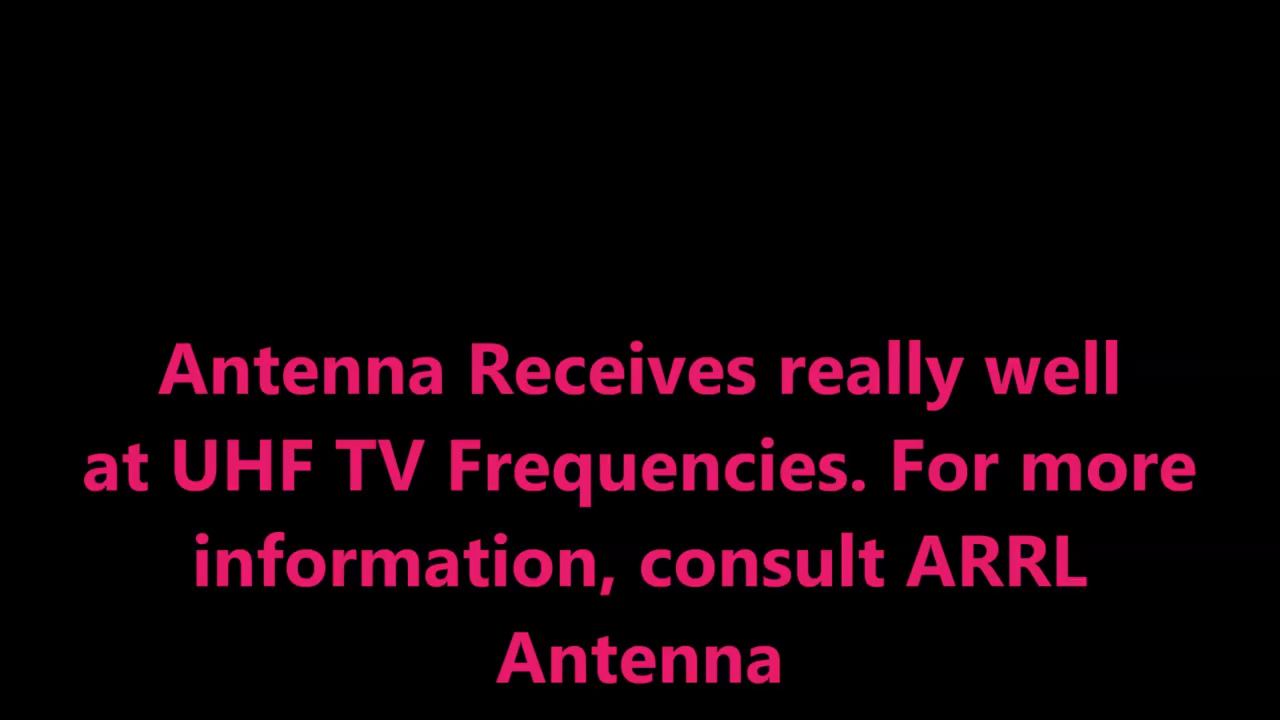 Antenna Receives really well
at UHF TV Frequencies. For more
information, consult ARRL
Antenna